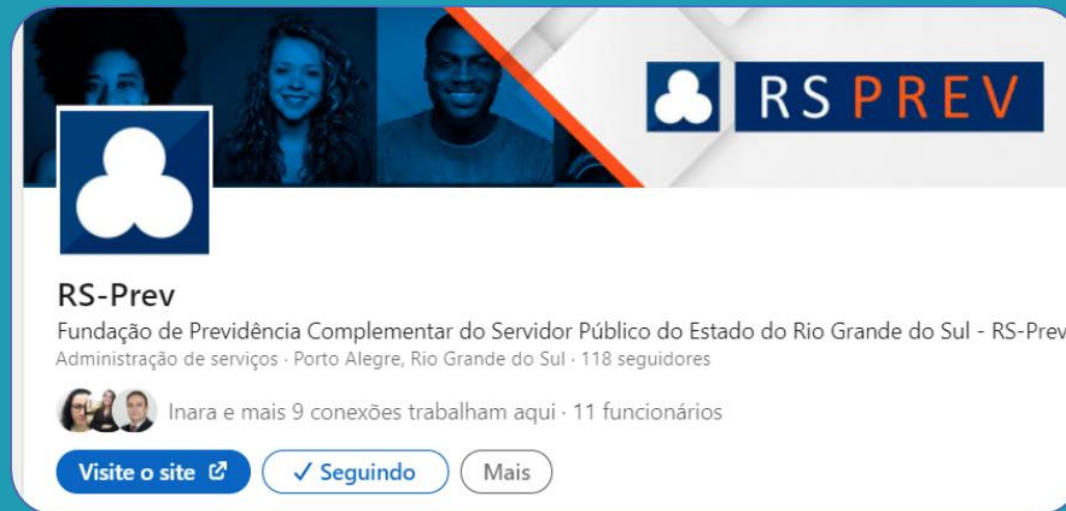 RS PREV
RS-Prev
Fundação de Previdência Complementar do Servidor Público do Estado do Rio Grande do Sul - RS-Prev
Administração de serviços · Porto Alegre, Rio Grande do Sul · 118 seguidores
Inara e mais 9 conexões trabalham aqui · 11 funcionários
Visite o site ✓ Seguindo Mais